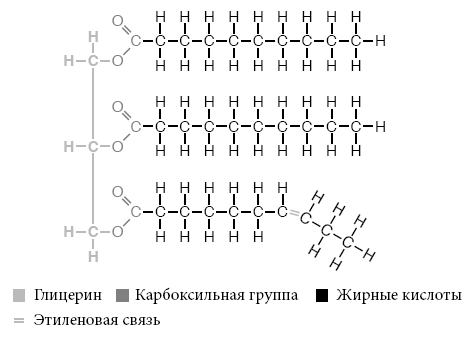 H H H H H H H H H
O
H
C–C–C–C–C–C–C–C–C–C–H
H–C–O
H H H H H H H H H
H H H H H H H H H
O
C–C–C–C–C–C–C–C–C–C–H
H–C–O
H H H H H H H H H
H H H H H H
O H
H
C–C–C–C–C–C–C=C
H
H–C–O C
H H H H H C
H H
H H
Глицерин Карбоксильная группа Жирные кислоты
= Этиленовая связь